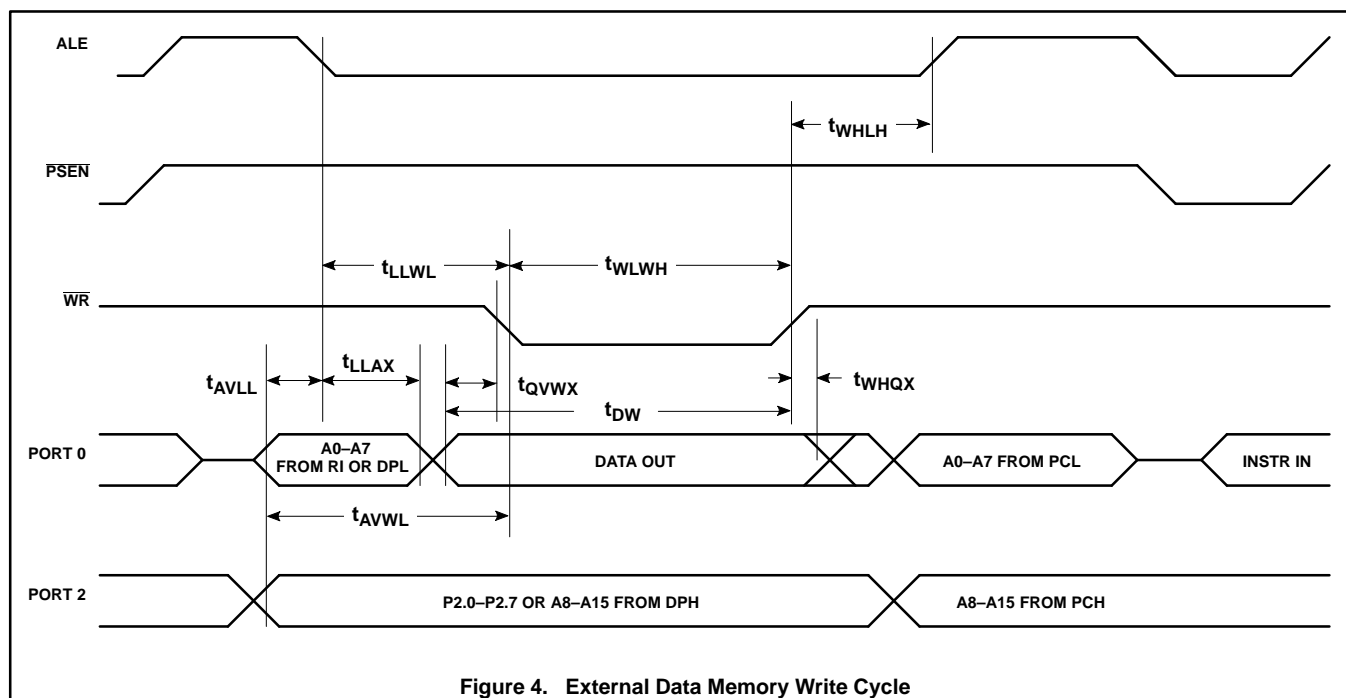 ALE
tWHLH
PSEN
tLLWL
tWLWH
WR
tLLAX
tAVLL
tQVWX
tWHQX
tDW
PORT 0
A0–A7
FROM RI OR DPL
DATA OUT
A0–A7 FROM PCL
INSTR IN
tAVWL
PORT 2
P2.0–P2.7 OR A8–A15 FROM DPH
A8–A15 FROM PCH
Figure 4. External Data Memory Write Cycle